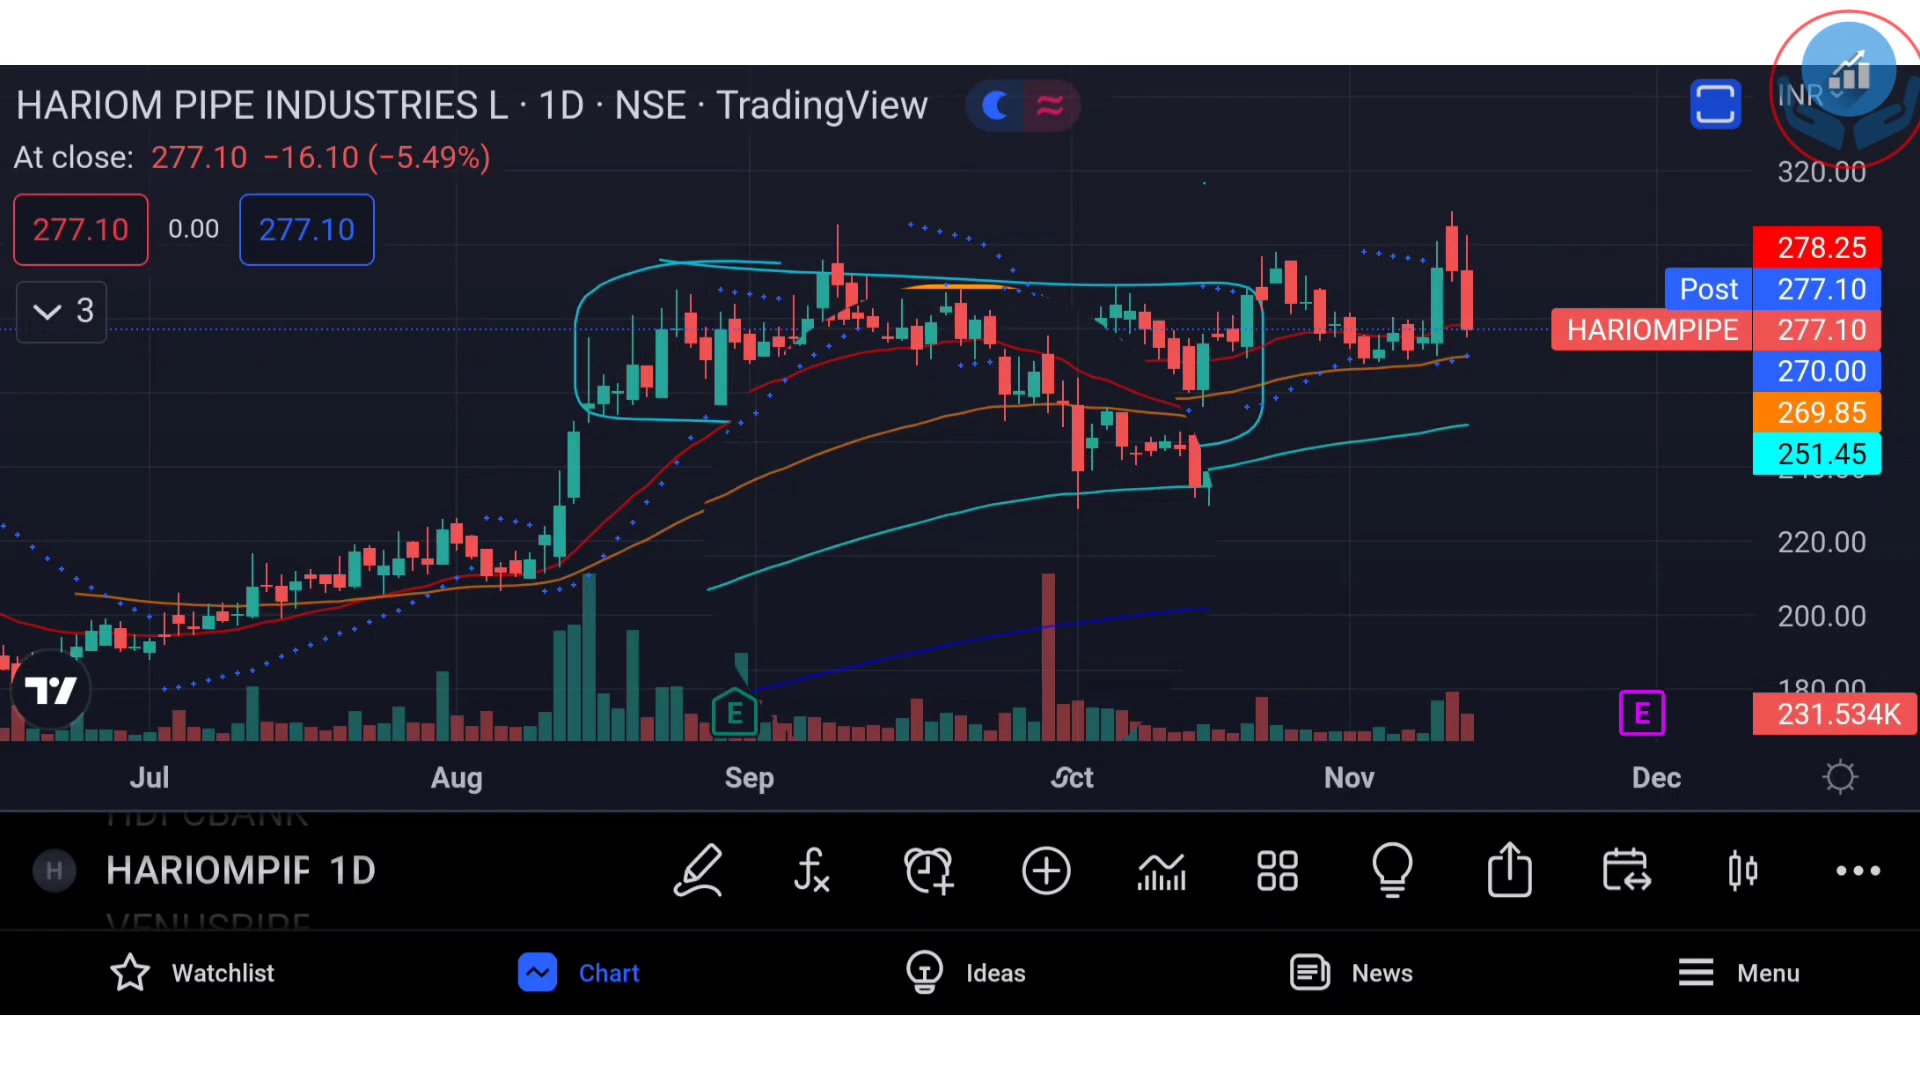 HARIOM PIPE INDUSTRIES L · 1D · NSE · TradingView
INR
At close: 277.10 −16.10 (−5.49%)
320.00
277.10 0.00 277.10
278.25
Post 277.10
3
HARIOMPIPE 277.10
270.00
269.85
251.45
220.00
200.00
180.00
E
E
231.534K
Jul Aug Sep Oct Nov Dec
HDFCBANK
H HARIOMPIP 1D
VENUSPIPE
Watchlist Chart Ideas News Menu